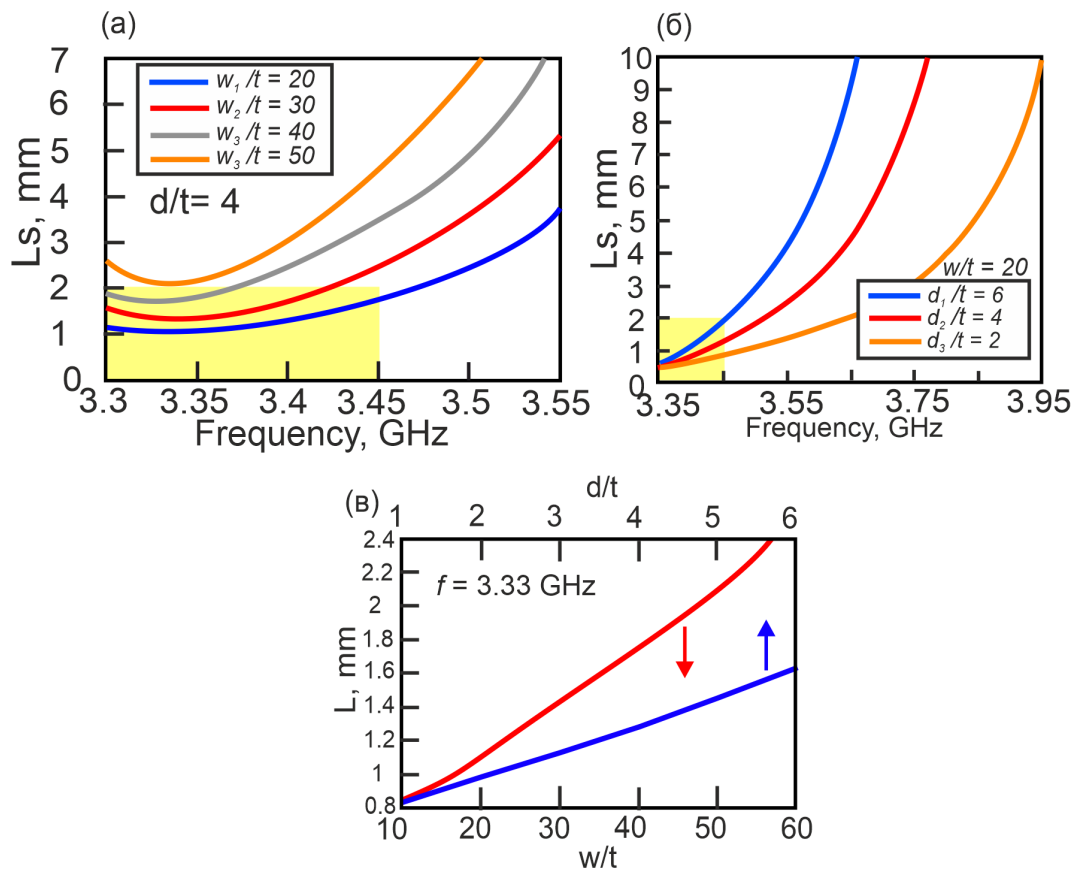 (а)
7
6
5
4
3
2
1
0
Ls, mm
w₁/t = 20
w₂/t = 30
w₃/t = 40
w₃/t = 50
d/t= 4
3.3 3.35 3.4 3.45 3.5 3.55
Frequency, GHz
(б)
10
9
8
7
6
5
4
3
2
1
0
Ls, mm
w/t = 20
d₁/t = 6
d₂/t = 4
d₃/t = 2
3.35 3.55 3.75 3.95
Frequency, GHz
(в)
d/t
1 2 3 4 5 6
2.4
2.2
2
1.8
1.6
1.4
1.2
1
0.8
L, mm
f = 3.33 GHz
10 20 30 40 50 60
w/t